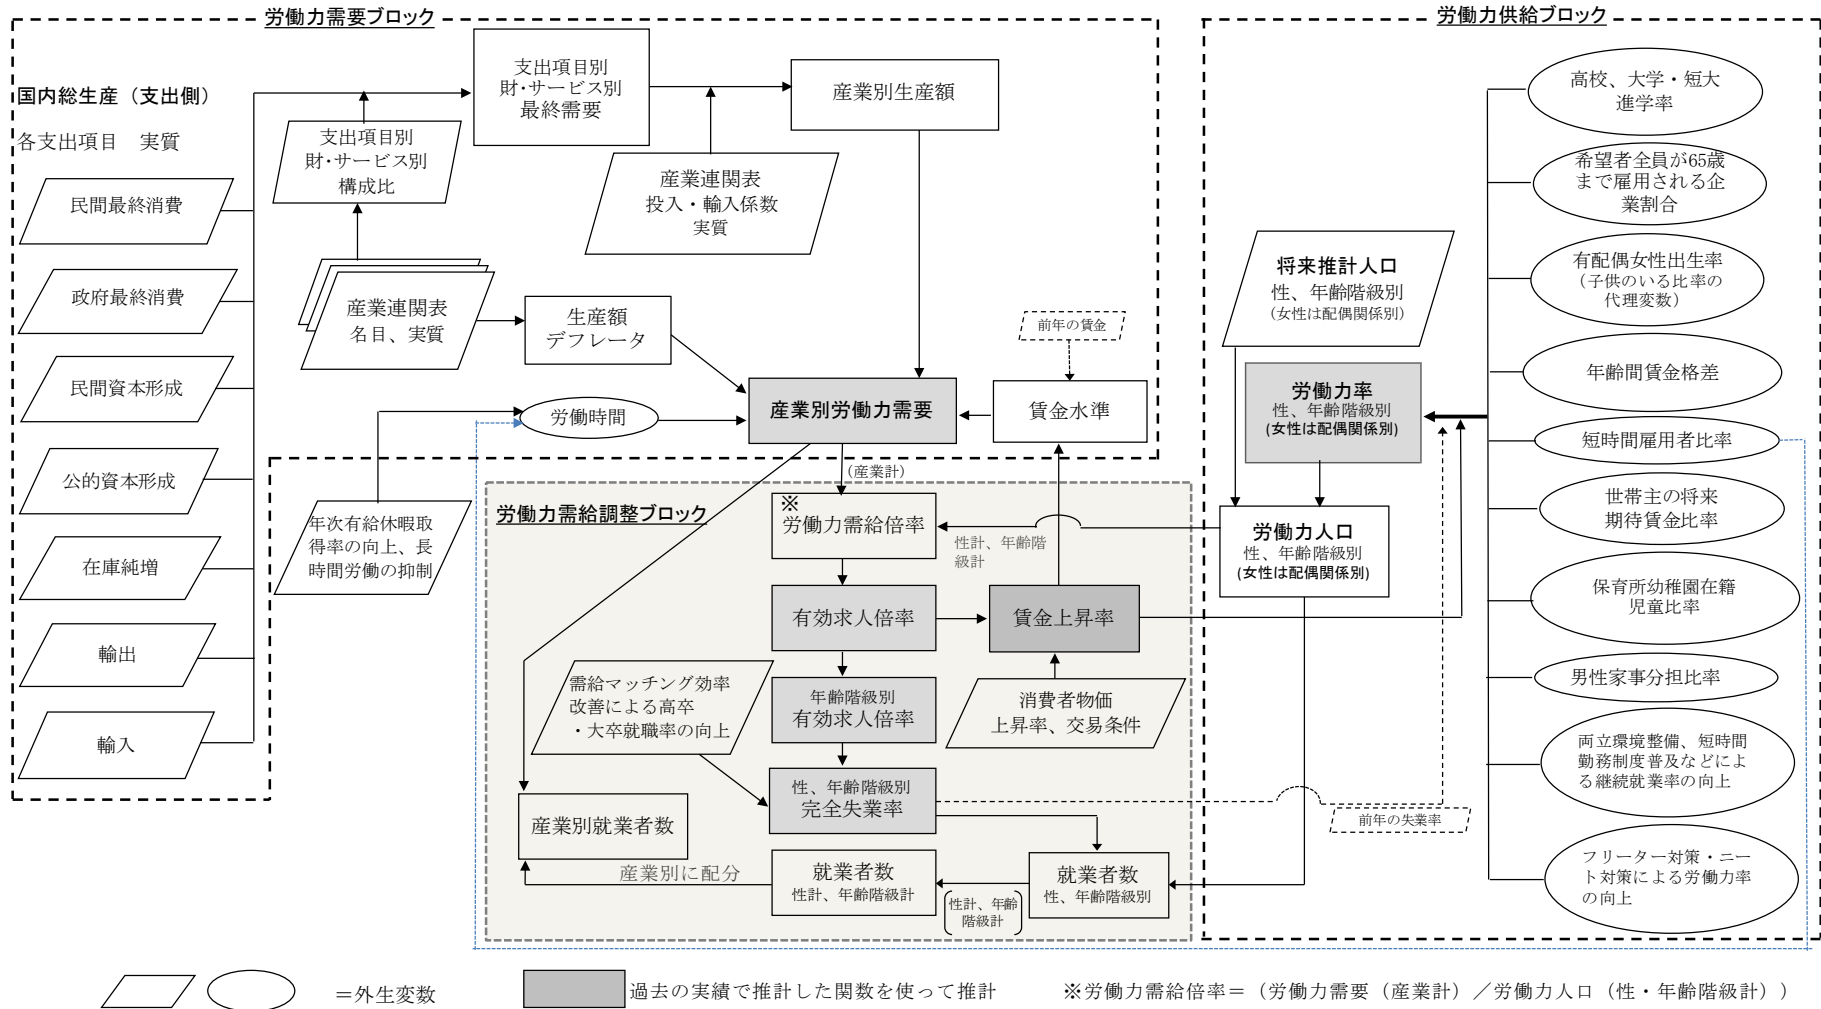 労働力需要ブロック
国内総生産（支出側）
各支出項目　実質
民間最終消費
政府最終消費
民間資本形成
公的資本形成
在庫純増
輸出
輸入
支出項目別
財･サービス別
構成比
支出項目別
財･サービス別
最終需要
産業別生産額
産業連関表
投入・輸入係数
実質
産業連関表
名目、実質
生産額
デフレータ
前年の賃金
労働時間
産業別労働力需要
賃金水準
年次有給休暇取
得率の向上、長
時間労働の抑制
（産業計）
労働力需給調整ブロック
※
労働力需給倍率
性計、年齢階
級計
有効求人倍率
賃金上昇率
需給マッチング効率
改善による高卒
・大卒就職率の向上
年齢階級別
有効求人倍率
消費者物価
上昇率、交易条件
性、年齢階級別
完全失業率
産業別就業者数
産業別に配分
就業者数
性計、年齢階級計
性計、年齢
階級計
就業者数
性、年齢階級別
労働力供給ブロック
将来推計人口
性、年齢階級別
（女性は配偶関係別）
労働力率
性、年齢階級別
(女性は配偶関係別)
労働力人口
性、年齢階級別
(女性は配偶関係別)
前年の失業率
高校、大学・短大
進学率
希望者全員が65歳
まで雇用される企
業割合
有配偶女性出生率
（子供のいる比率の
代理変数）
年齢間賃金格差
短時間雇用者比率
世帯主の将来
期待賃金比率
保育所幼稚園在籍
児童比率
男性家事分担比率
両立環境整備、短時間
勤務制度普及などによ
る継続就業率の向上
フリーター対策・ニー
ト対策による労働力率
の向上
＝外生変数
過去の実績で推計した関数を使って推計
※労働力需給倍率＝（労働力需要（産業計）／労働力人口（性・年齢階級計））